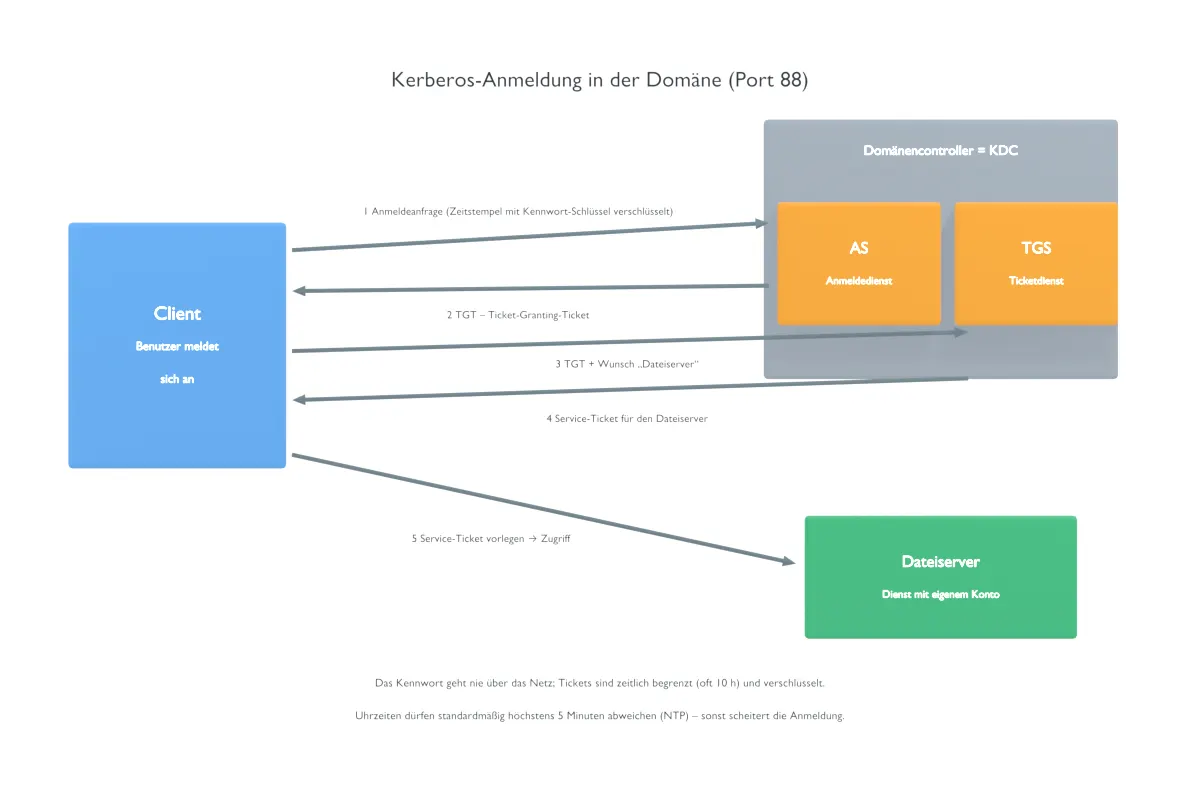 Kerberos-Anmeldung in der Domäne (Port 88)
Domänencontroller = KDC
1 Anmeldeanfrage (Zeitstempel mit Kennwort-Schlüssel verschlüsselt)
AS
Anmeldedienst
TGS
Ticketdienst
Client
Benutzer meldet
sich an
2 TGT – Ticket-Granting-Ticket
3 TGT + Wunsch „Dateiserver“
4 Service-Ticket für den Dateiserver
5 Service-Ticket vorlegen → Zugriff
Dateiserver
Dienst mit eigenem Konto
Das Kennwort geht nie über das Netz; Tickets sind zeitlich begrenzt (oft 10 h) und verschlusselt.
Uhrzeiten dürfen standardmäßig hochstens 5 Minuten abweichen (NTP) – sonst scheitert die Anmeldung.